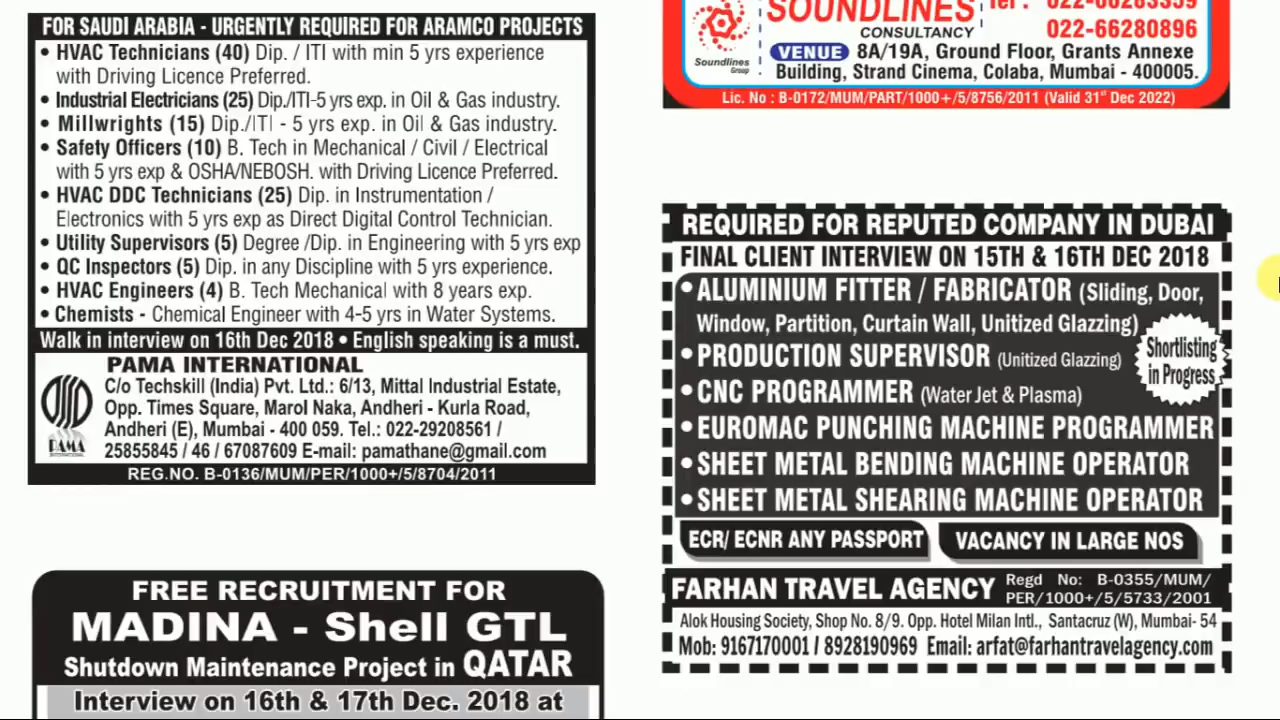 FOR SAUDI ARABIA - URGENTLY REQUIRED FOR ARAMCO PROJECTS
• HVAC Technicians (40) Dip. / ITI with min 5 yrs experience
with Driving Licence Preferred.
• Industrial Electricians (25) Dip./ITI-5 yrs exp. in Oil & Gas industry.
• Millwrights (15) Dip./ITI - 5 yrs exp. in Oil & Gas industry.
• Safety Officers (10) B. Tech in Mechanical / Civil / Electrical
with 5 yrs exp & OSHA/NEBOSH. with Driving Licence Preferred.
• HVAC DDC Technicians (25) Dip. in Instrumentation /
Electronics with 5 yrs exp as Direct Digital Control Technician.
• Utility Supervisors (5) Degree /Dip. in Engineering with 5 yrs exp
• QC Inspectors (5) Dip. in any Discipline with 5 yrs experience.
• HVAC Engineers (4) B. Tech Mechanical with 8 years exp.
• Chemists - Chemical Engineer with 4-5 yrs in Water Systems.
Walk in interview on 16th Dec 2018 • English speaking is a must.
PAMA INTERNATIONAL
C/o Techskill (India) Pvt. Ltd.: 6/13, Mittal Industrial Estate,
Opp. Times Square, Marol Naka, Andheri - Kurla Road,
Andheri (E), Mumbai - 400 059. Tel.: 022-29208561 /
25855845 / 46 / 67087609 E-mail: pamathane@gmail.com
PAMA
INTERNATIONAL
REG.NO. B-0136/MUM/PER/1000+/5/8704/2011
FREE RECRUITMENT FOR
MADINA - Shell GTL
Shutdown Maintenance Project in QATAR
Interview on 16th & 17th Dec. 2018 at
SOUNDLINES
CONSULTANCY
Tel : 022-66283359
022-66280896
Soundlines
Group
VENUE 8A/19A, Ground Floor, Grants Annexe
Building, Strand Cinema, Colaba, Mumbai - 400005.
Lic. No : B-0172/MUM/PART/1000+/5/8756/2011 (Valid 31st Dec 2022)
REQUIRED FOR REPUTED COMPANY IN DUBAI
FINAL CLIENT INTERVIEW ON 15TH & 16TH DEC 2018
• ALUMINIUM FITTER / FABRICATOR (Sliding, Door,
Window, Partition, Curtain Wall, Unitized Glazzing)
• PRODUCTION SUPERVISOR (Unitized Glazzing)
• CNC PROGRAMMER (Water Jet & Plasma)
• EUROMAC PUNCHING MACHINE PROGRAMMER
• SHEET METAL BENDING MACHINE OPERATOR
• SHEET METAL SHEARING MACHINE OPERATOR
Shortlisting
in Progress
ECR/ ECNR ANY PASSPORT
VACANCY IN LARGE NOS
FARHAN TRAVEL AGENCY Regd No: B-0355/MUM/
PER/1000+/5/5733/2001
Alok Housing Society, Shop No. 8/9. Opp. Hotel Milan Intl., Santacruz (W), Mumbai- 54
Mob: 9167170001 / 8928190969 Email: arfat@farhantravelagency.com